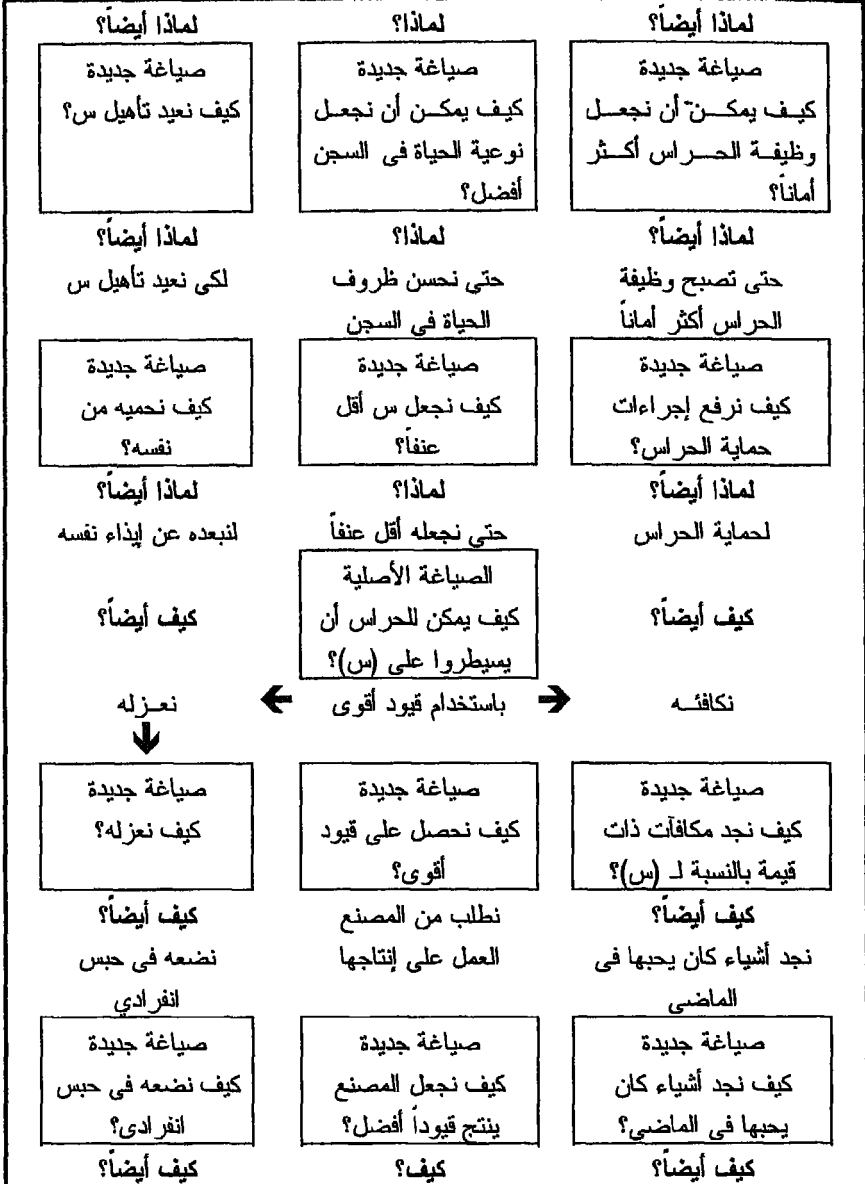 لماذا أيضاً؟
صياغة جديدة
كيف يمكن أن نجعل
وظيفة الحراس أكثر
أماناً؟
لماذا أيضاً؟
حتى تصبح وظيفة
الحراس أكثر أماناً
صياغة جديدة
كيف نرفع إجراءات
حماية الحراس؟
لماذا أيضاً؟
لحماية الحراس
كيف أيضاً؟
نكافئه
صياغة جديدة
كيف نجد مكافآت ذات
قيمة بالنسبة لـ (س)؟
كيف أيضاً؟
نجد أشياء كان يحبها فى
الماضى
صياغة جديدة
كيف نجد أشياء كان
يحبها فى الماضى؟
كيف أيضاً؟
لماذا؟
صياغة جديدة
كيف يمكن أن نجعل
نوعية الحياة فى السجن
أفضل؟
لماذا؟
حتي نحسن ظروف
الحياة فى السجن
صياغة جديدة
كيف نجعل س أقل
عنفاً؟
لماذا؟
حتي نجعله أقل عنفاً
الصياغة الأصلية
كيف يمكن للحراس أن
يسيطروا على (س)؟
باستخدام قيود أقوى
صياغة جديدة
كيف نحصل على قيود
أقوى؟
نطلب من المصنع
العمل على إنتاجها
صياغة جديدة
كيف نجعل المصنع
ينتج قيوداً أفضل؟
كيف؟
لماذا أيضاً؟
صياغة جديدة
كيف نعيد تأهيل س؟
لماذا أيضاً؟
لكى نعيد تأهيل س
صياغة جديدة
كيف نحميه من
نفسه؟
لماذا أيضاً؟
لنبعده عن إيذاء نفسه
كيف أيضاً؟
نعزله
صياغة جديدة
كيف نعزله؟
كيف أيضاً؟
نضعه فى حبس
انفرادي
صياغة جديدة
كيف نضعه فى حبس
انفرادى؟
كيف أيضاً؟